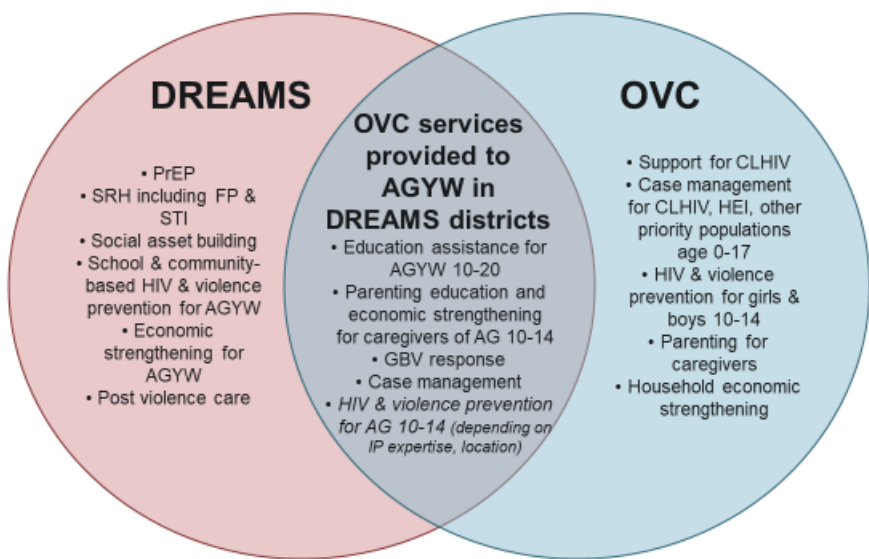 DREAMS
• PrEP
• SRH including FP &
STI
• Social asset building
• School & community-
based HIV & violence
prevention for AGYW
• Economic
strengthening for
AGYW
• Post violence care
OVC services
provided to
AGYW in
DREAMS districts
• Education assistance for
AGYW 10-20
• Parenting education and
economic strengthening
for caregivers of AG 10-14
• GBV response
• Case management
• HIV & violence prevention
for AG 10-14 (depending on
IP expertise, location)
OVC
• Support for CLHIV
• Case management
for CLHIV, HEI, other
priority populations
age 0-17
• HIV & violence
prevention for girls &
boys 10-14
• Parenting for
caregivers
• Household economic
strengthening